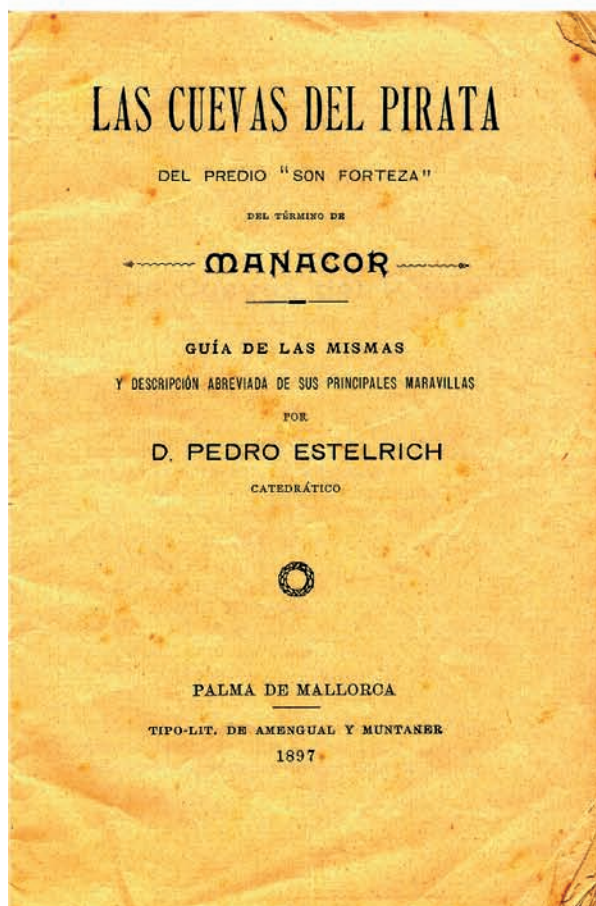 LAS CUEVAS DEL PIRATA
DEL PREDIO "SON FORTEZA"
DEL TÉRMINO DE
MANACOR
GUÍA DE LAS MISMAS
Y DESCRIPCIÓN ABREVIADA DE SUS PRINCIPALES MARAVILLAS
POR
D. PEDRO ESTELRICH
CATEDRÁTICO
PALMA DE MALLORCA
TIPO-LIT. DE AMENGUAL Y MUNTANER
1897